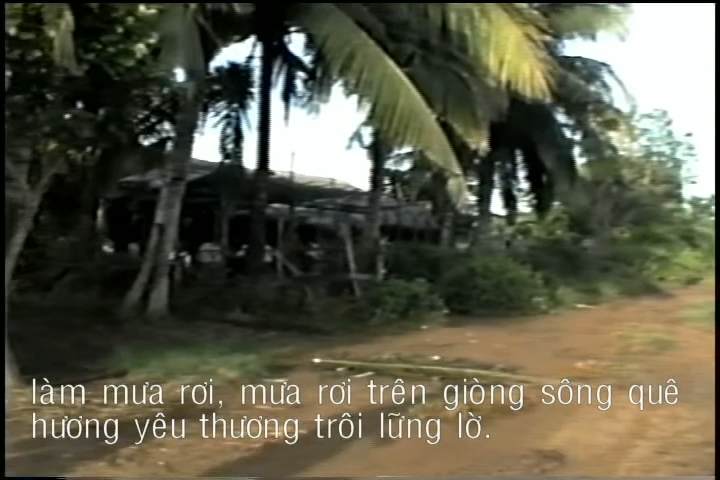 làm mưa rơi, mưa rơi trên giòng sông quê
hương yêu thương trôi lững lờ.